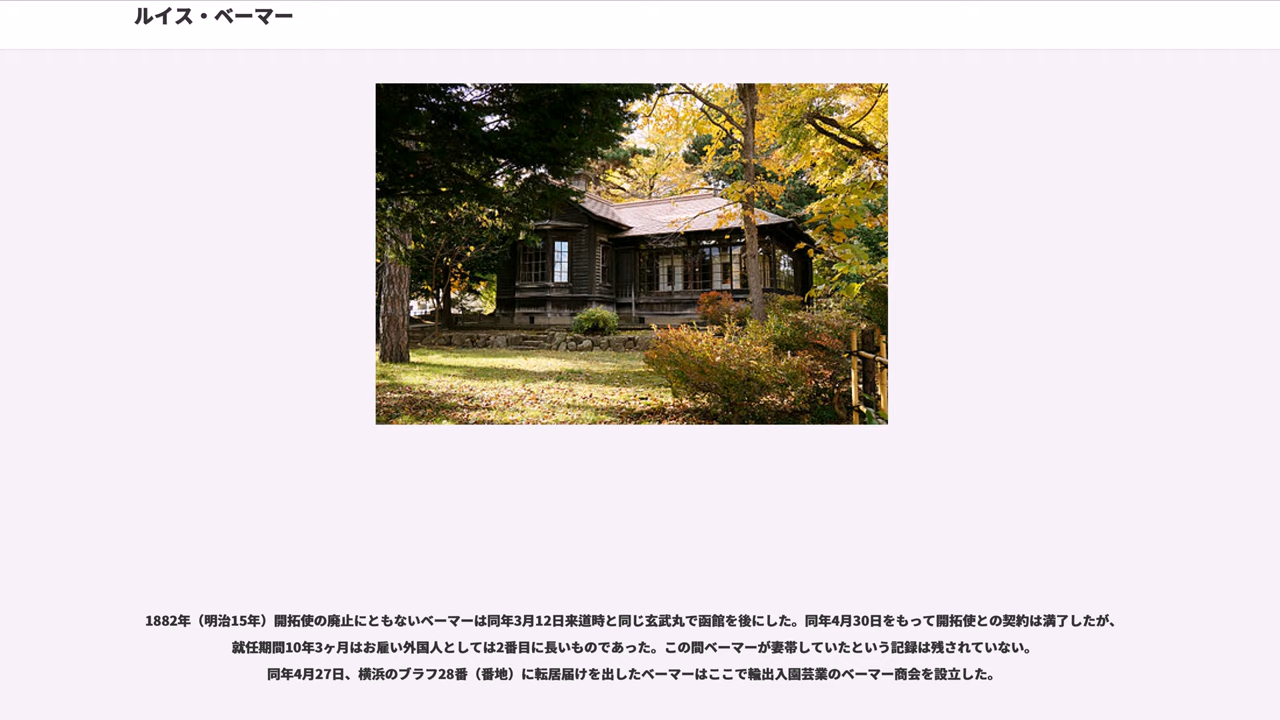 ルイス・ベーマー
1882年（明治15年）開拓使の廃止にともないベーマーは同年3月12日来道時と同じ玄武丸で函館を後にした。同年4月30日をもって開拓使との契約は満了したが、
就任期間10年3ヶ月はお雇い外国人としては2番目に長いものであった。この間ベーマーが妻帯していたという記録は残されていない。
同年4月27日、横浜のブラフ28番（番地）に転居届けを出したベーマーはここで輸出入園芸業のベーマー商会を設立した。